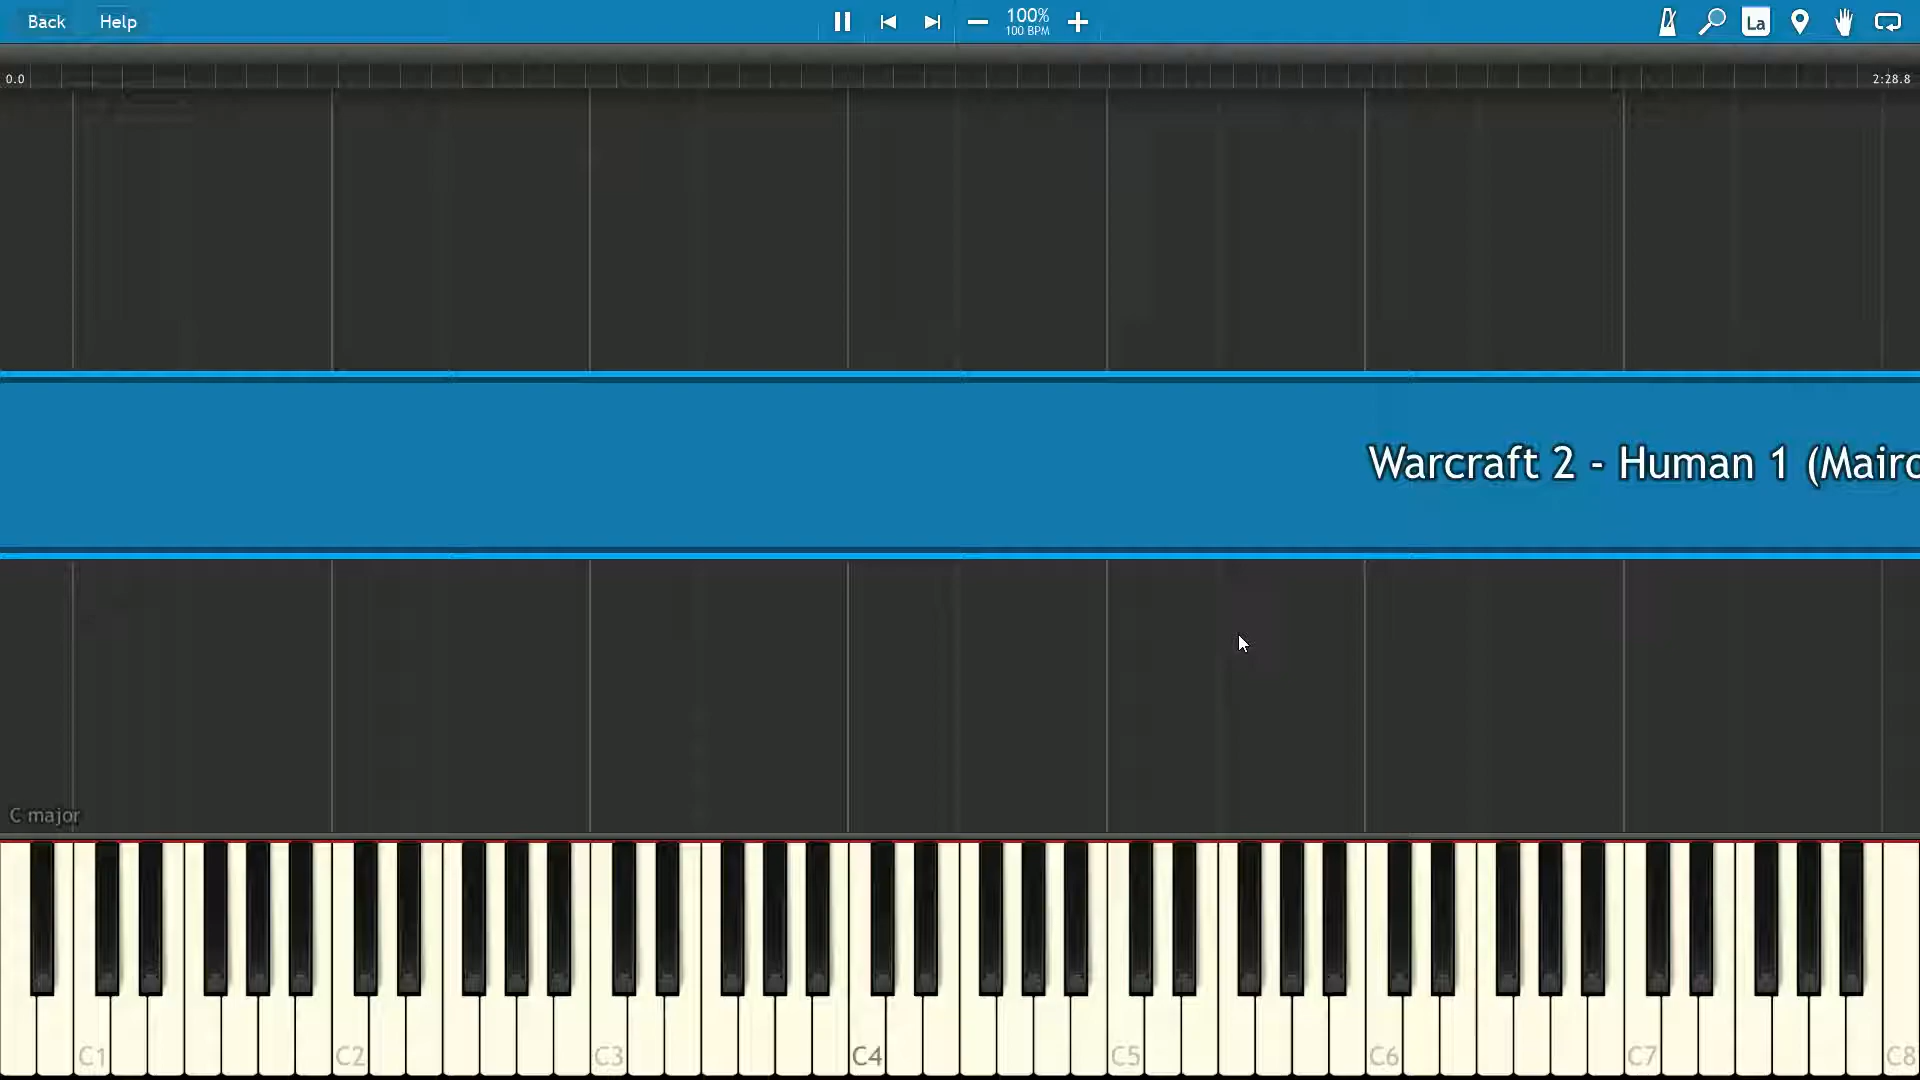 Back Help 100%
100 BPM La
0.0 2:28.8
Warcraft 2 - Human 1
C major
C1 C2 C3 C4 C5 C6 C7 C8